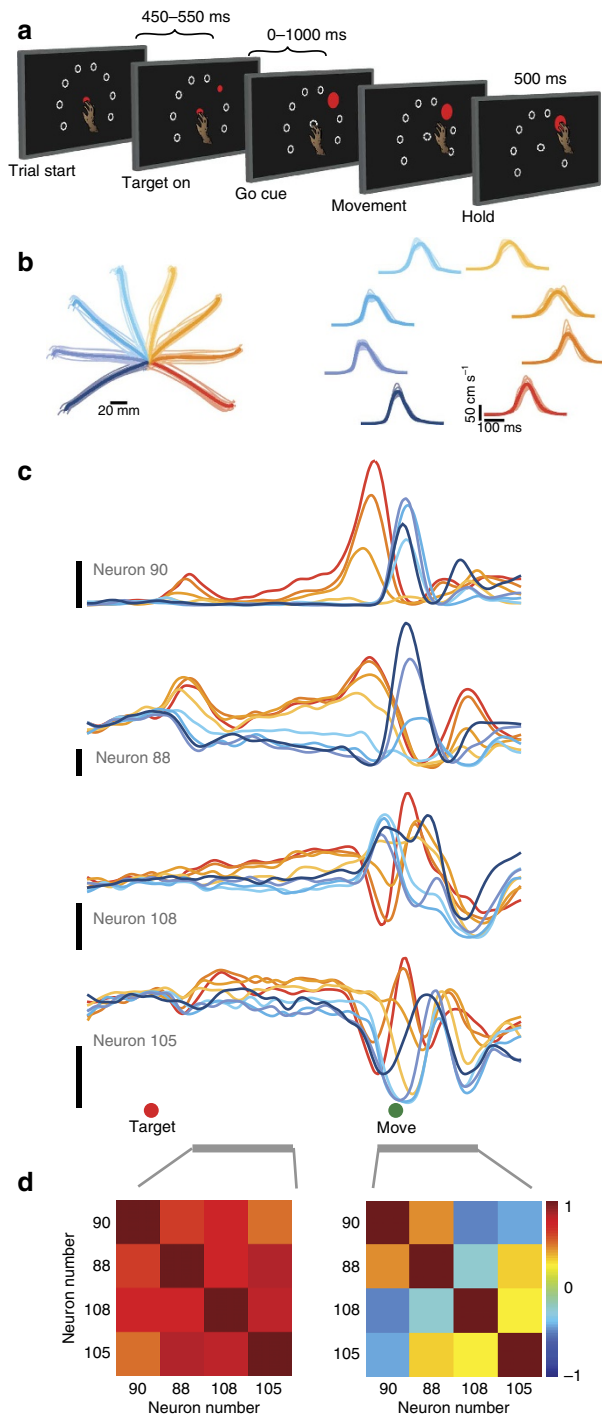 a
450–550 ms
0–1000 ms
500 ms
Trial start
Target on
Go cue
Movement
Hold
b
20 mm
50 cm s⁻¹
100 ms
c
Neuron 90
Neuron 88
Neuron 108
Neuron 105
Target
Move
d
Neuron number
90
88
108
105
90 88 108 105
Neuron number
90
88
108
105
90 88 108 105
Neuron number
1
0
–1